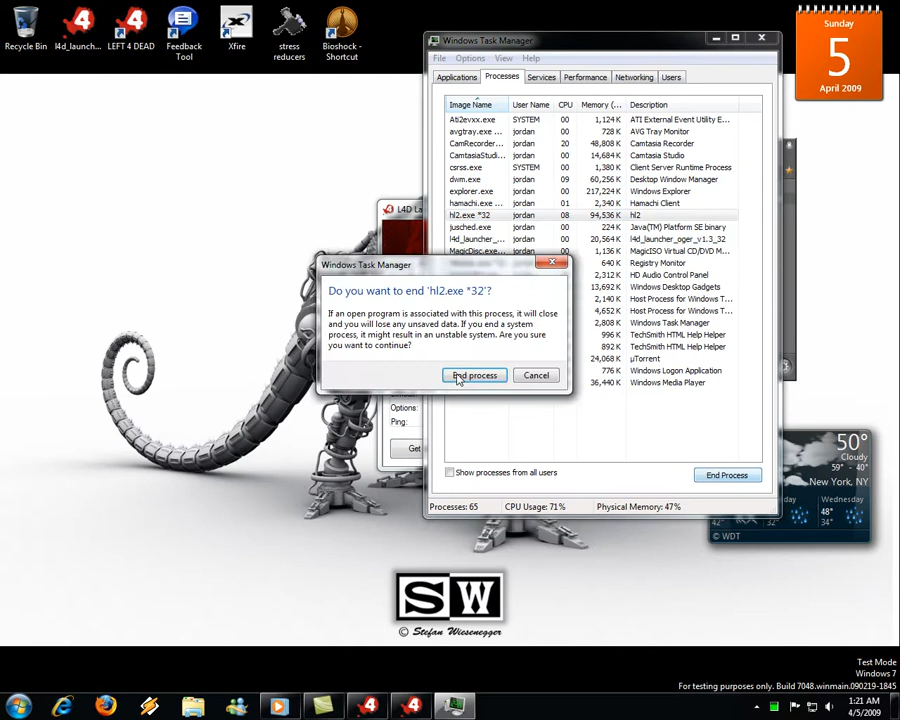 Recycle Bin
l4d_launch...
LEFT 4 DEAD
Feedback Tool
Xfire
stress reducers
Bioshock - Shortcut
Sunday
5
April 2009
Windows Task Manager
File Options View Help
Applications Processes Services Performance Networking Users
Image Name User Name CPU Memory (... Description
Ati2evxx.exe SYSTEM 00 1,124 K ATI External Event Utility E...
avgtray.exe ... jordan 00 728 K AVG Tray Monitor
CamRecorder... jordan 20 48,808 K Camtasia Recorder
CamtasiaStudi... jordan 00 14,684 K Camtasia Studio
csrss.exe SYSTEM 00 1,380 K Client Server Runtime Process
dwm.exe jordan 09 60,256 K Desktop Window Manager
explorer.exe jordan 00 217,224 K Windows Explorer
hamachi.exe ... jordan 01 2,340 K Hamachi Client
hl2.exe *32 jordan 08 94,536 K hl2
jusched.exe jordan 00 224 K Java(TM) Platform SE binary
l4d_launcher_... jordan 00 20,564 K l4d_launcher_oger_v1.3_32
MagicDisc.exe... jordan 00 1,136 K MagicISO Virtual CD/DVD M...
640 K Registry Monitor
2,312 K HD Audio Control Panel
13,692 K Windows Desktop Gadgets
2,140 K Host Process for Windows T...
4,652 K Host Process for Windows T...
2,808 K Windows Task Manager
996 K TechSmith HTML Help Helper
892 K TechSmith HTML Help Helper
24,068 K µTorrent
776 K Windows Logon Application
36,440 K Windows Media Player
L4D La
Windows Task Manager
Do you want to end 'hl2.exe *32'?
If an open program is associated with this process, it will close
and you will lose any unsaved data. If you end a system
process, it might result in an unstable system. Are you sure
you want to continue?
End process Cancel
Options:
Ping:
Get
Show processes from all users
End Process
Processes: 65 CPU Usage: 71% Physical Memory: 47%
50°
Cloudy
59° - 40°
New York, NY
day Wednesday
42° 32° 48°
34°
© WDT
SW
© Stefan Wiesenegger
Test Mode
Windows 7
For testing purposes only. Build 7048.winmain.090219-1845
1:21 AM
4/5/2009